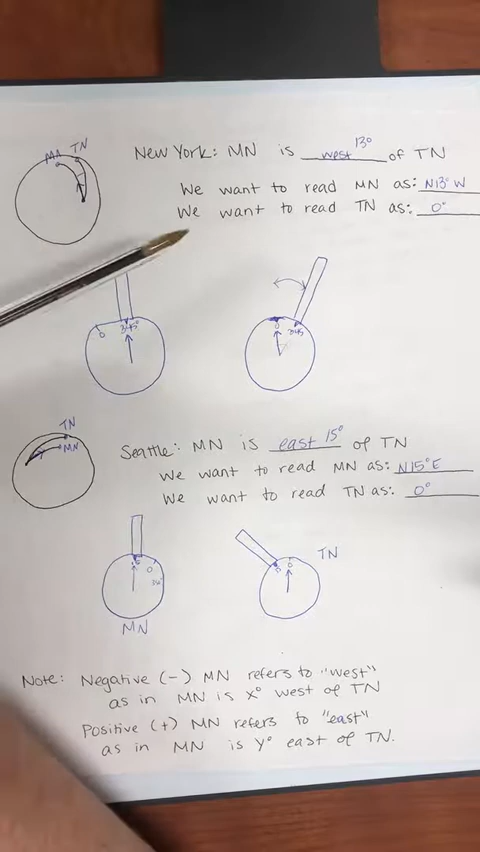 MN TN
New York: MN is west 13° of TN
We want to read MN as: N13°W
We want to read TN as: 0°
0 345°
0 345
TN
MN
Seattle: MN is east 15° of TN
We want to read MN as: N15°E
We want to read TN as: 0°
TN
0
MN
Note: Negative (-) MN refers to "west"
as in MN is x° west of TN
Positive (+) MN refers to "east"
as in MN is y° east of TN.